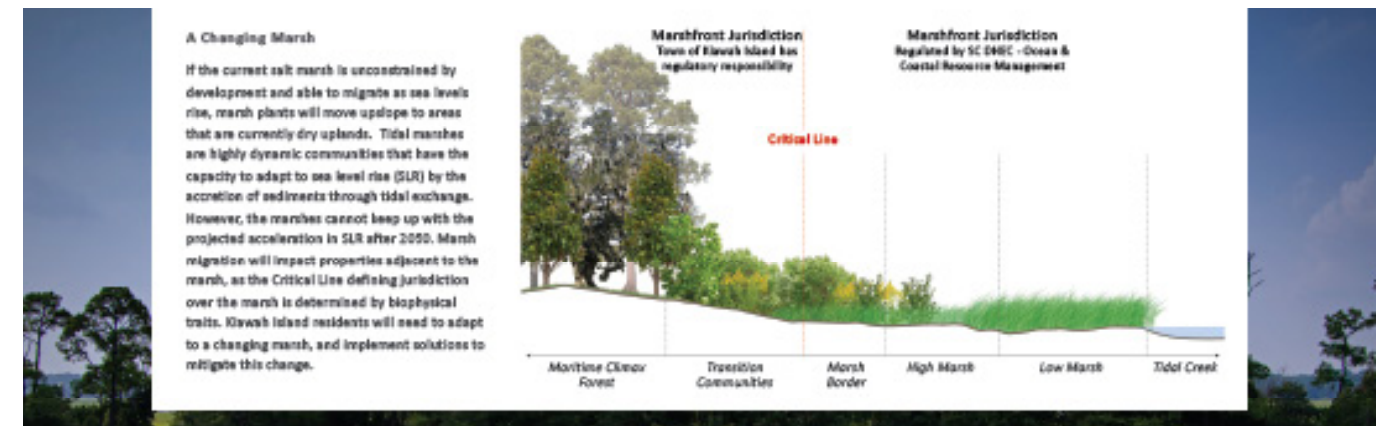 A Changing Marsh
If the current salt marsh is unconstrained by
development and able to migrate as sea levels
rise, marsh plants will move upslope to areas
that are currently dry uplands. Tidal marshes
are highly dynamic communities that have the
capacity to adapt to sea level rise (SLR) by the
accretion of sediments through tidal exchange.
However, the marshes cannot keep up with the
projected acceleration in SLR after 2050. Marsh
migration will impact properties adjacent to the
marsh, as the Critical Line defining jurisdiction
over the marsh is determined by biophysical
traits. Kiawah Island residents will need to adapt
to a changing marsh, and implement solutions to
mitigate this change.
Marshfront Jurisdiction
Town of Kiawah Island has
regulatory responsibility
Marshfront Jurisdiction
Regulated by SC DHEC - Ocean &
Coastal Resource Management
Critical Line
Maritime Climax
Forest
Transition
Communities
Marsh
Border
High Marsh
Low Marsh
Tidal Creek